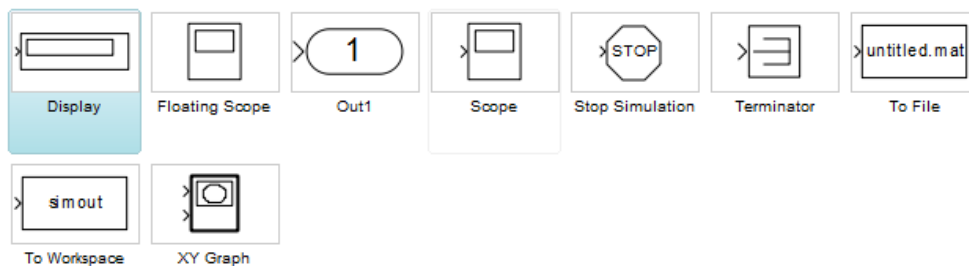 1
STOP
untitled.mat
Display
Floating Scope
Out1
Scope
Stop Simulation
Terminator
To File
simout
To Workspace
XY Graph